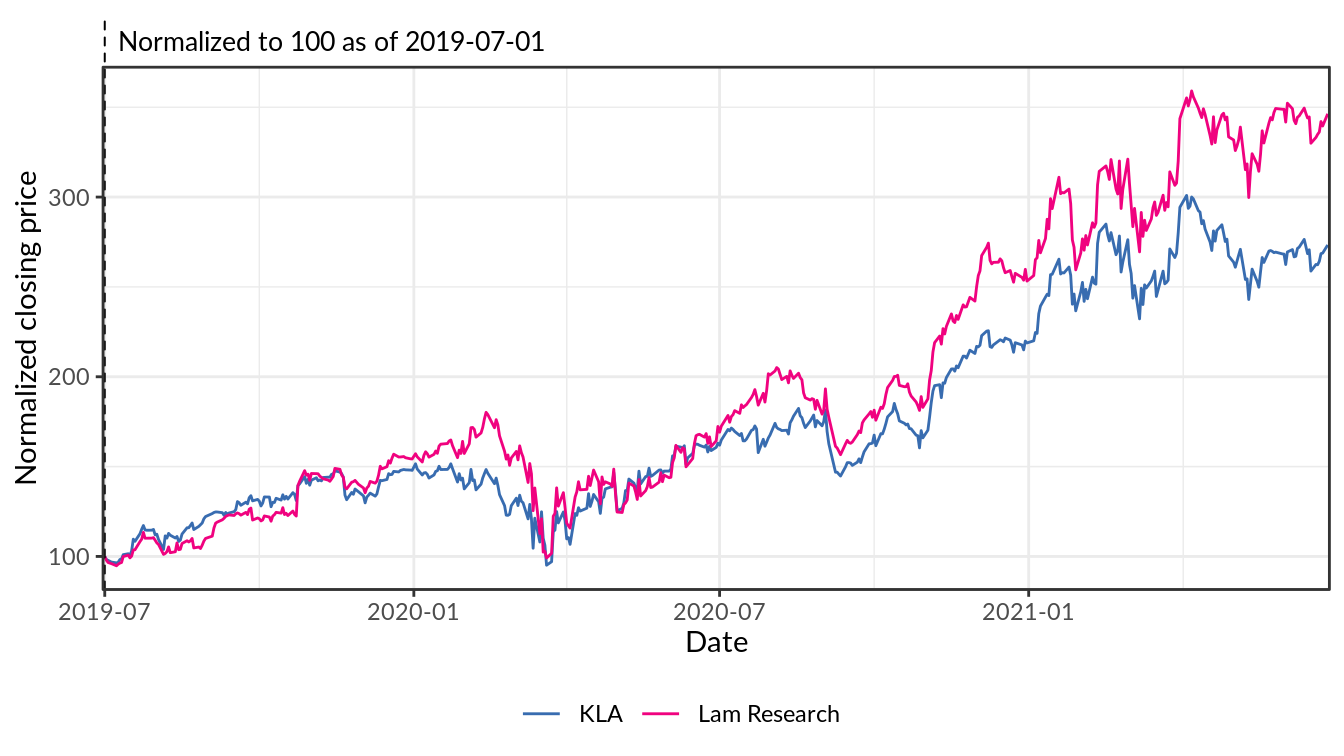 Normalized to 100 as of 2019-07-01
Normalized closing price
300
200
100
2019-07 2020-01 2020-07 2021-01
Date
KLA Lam Research